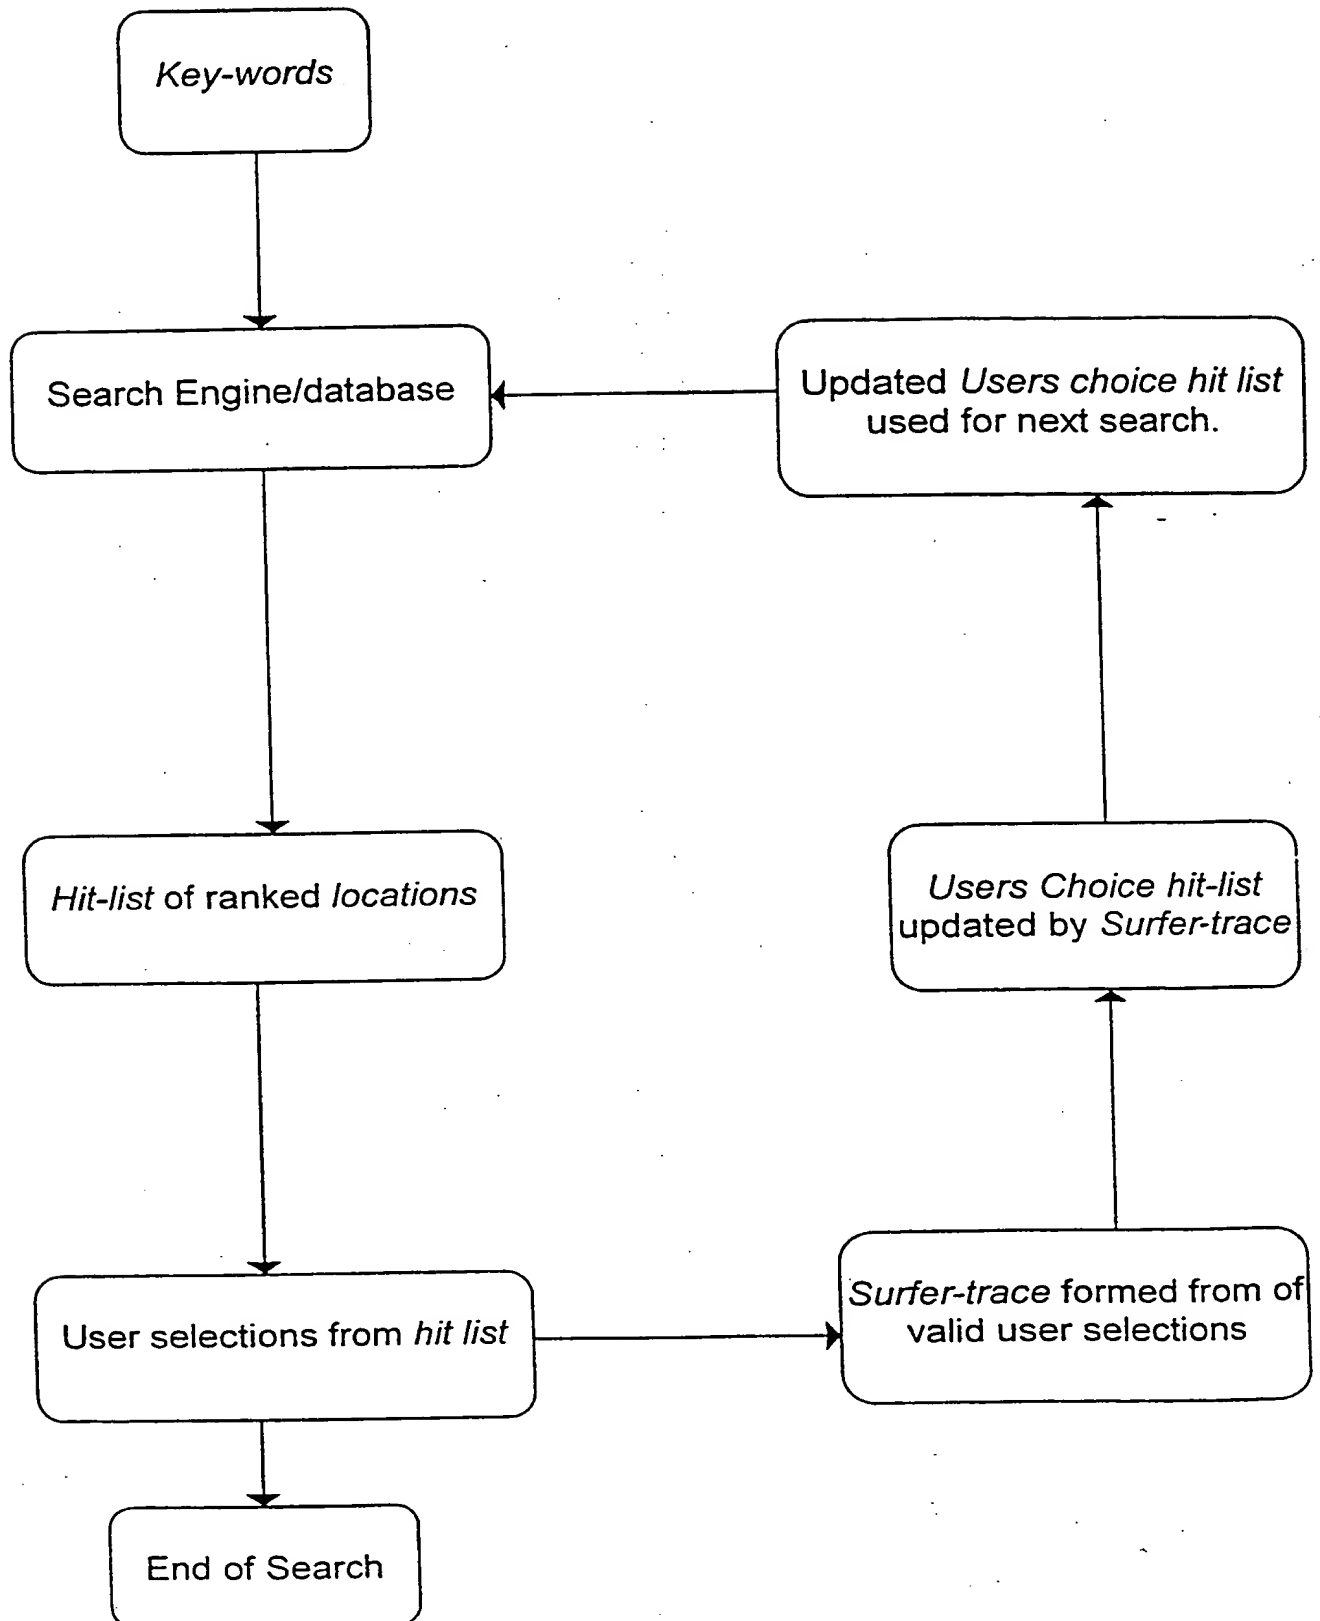 Key-words
Search Engine/database
Updated Users choice hit list
used for next search.
Hit-list of ranked locations
Users Choice hit-list
updated by Surfer-trace
User selections from hit list
Surfer-trace formed from of
valid user selections
End of Search